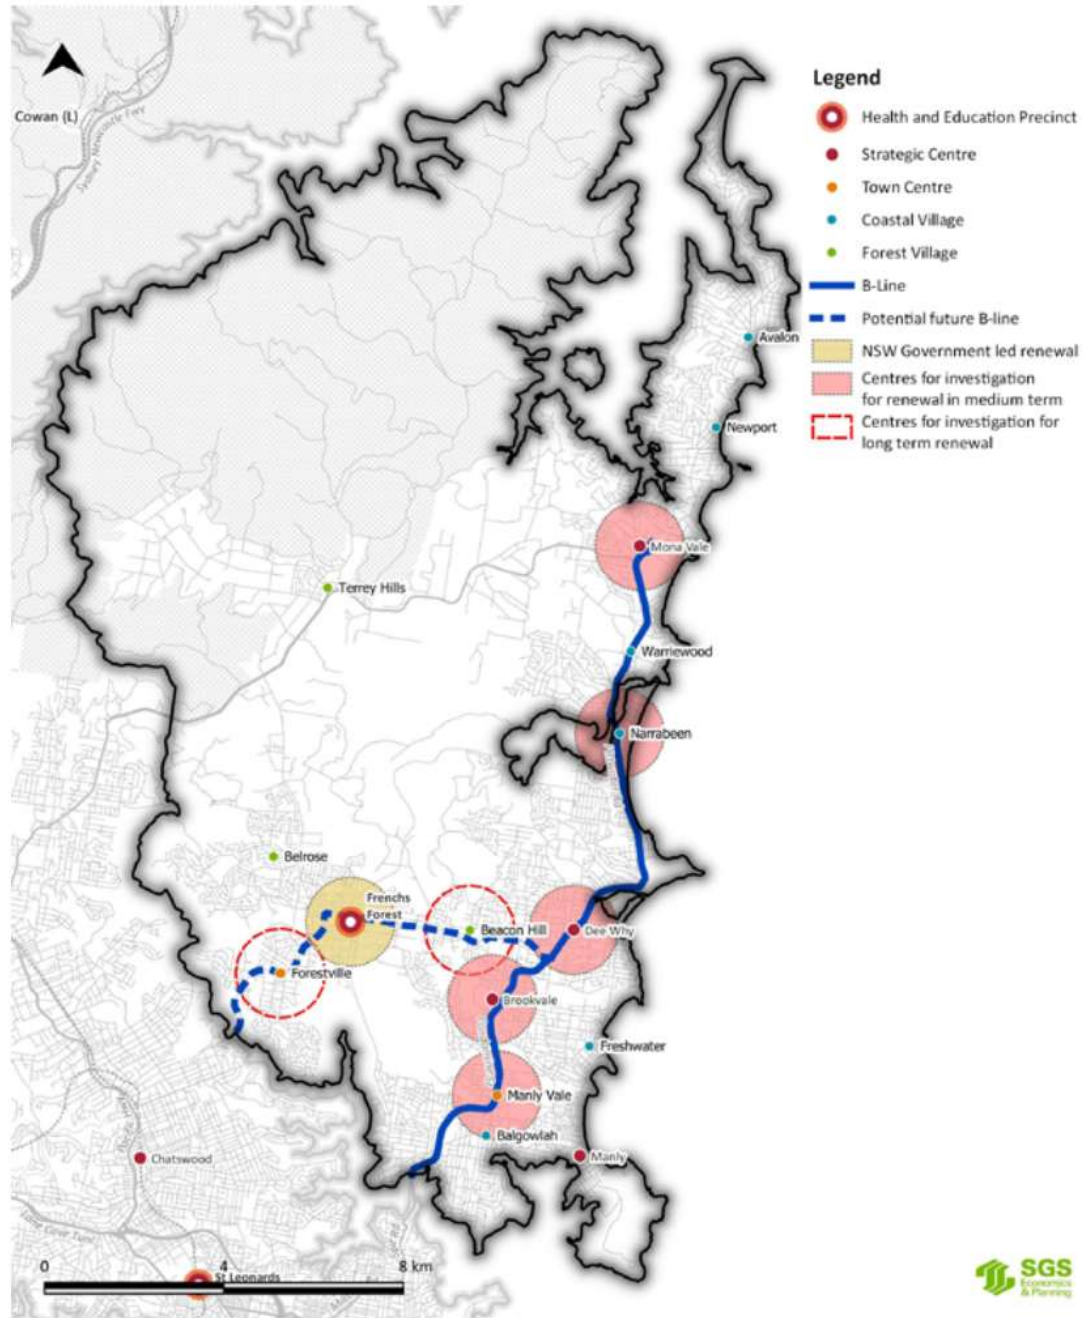 Legend
Health and Education Precinct
Strategic Centre
Town Centre
Coastal Village
Forest Village
B-Line
Potential future B-line
NSW Government led renewal
Centres for investigation
for renewal in medium term
Centres for investigation for
long term renewal
Cowan (L)
Sydney Newcastle Fwy
Avalon
Newport
Mona Vale
Terrey Hills
Warriewood
Narrabeen
Belrose
Frenchs
Forest
Beacon Hill
Dee Why
Forestville
Brookvale
Freshwater
Manly Vale
Balgowlah
Manly
Chatswood
St Leonards
0 4 8 km
SGS
Economics
& Planning